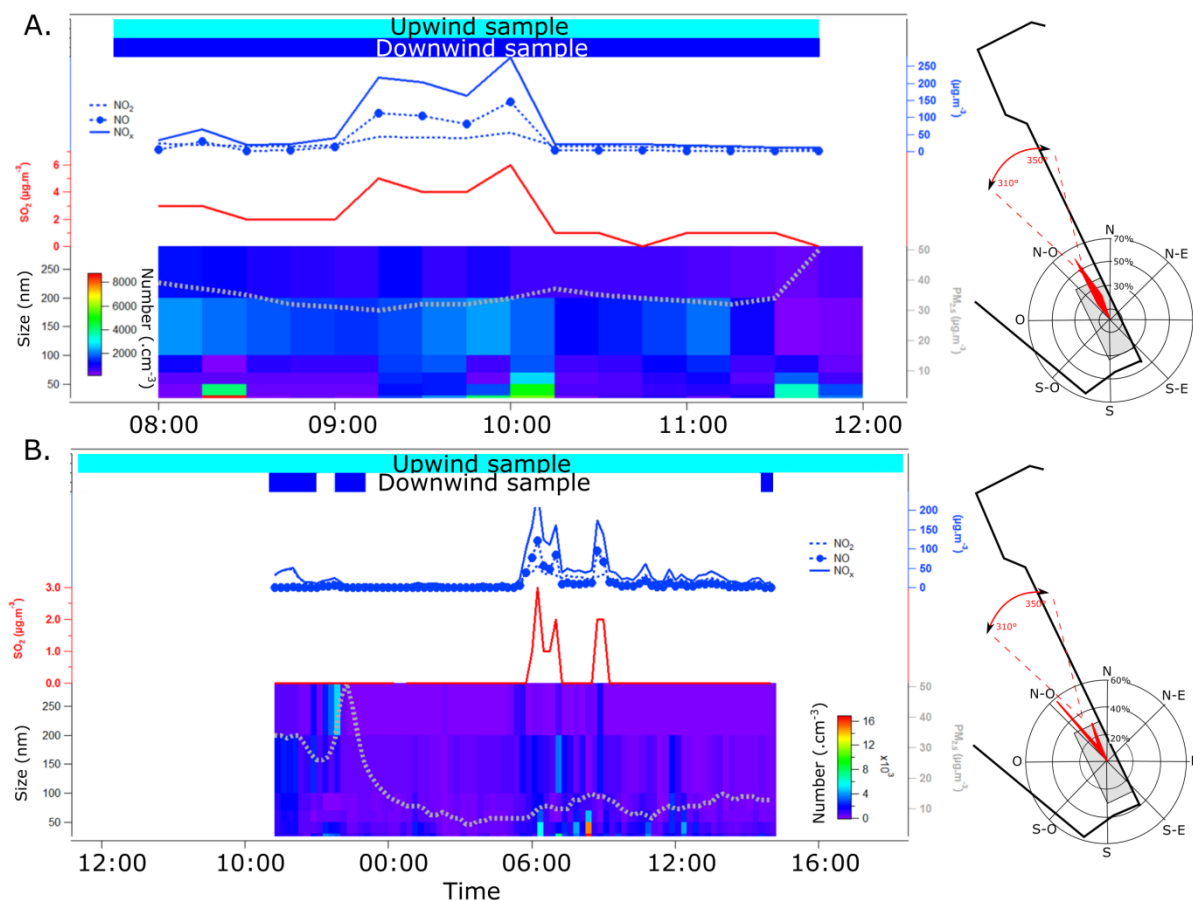 A.
Upwind sample
Downwind sample
NO2
NO
NOx
250
200
150
100
50
0
(µg.m-3)
6
4
2
0
SO2 (µg.m-3)
250
200
150
100
50
Size (nm)
8000
6000
4000
2000
Number (.cm-3)
50
40
30
20
10
PM2.5 (µg.m-3)
08:00
09:00
10:00
11:00
12:00
350°
310°
N
70%
50%
30%
N-O
N-E
O
S-O
S-E
S
B.
Upwind sample
Downwind sample
200
150
100
50
0
(µg.m-3)
NO2
NO
NOx
3.0
2.0
1.0
0.0
SO2 (µg.m-3)
250
200
150
100
50
Size (nm)
16
12
8
4
0
x103
Number (.cm-3)
50
40
30
20
10
PM2.5 (µg.m-3)
12:00
10:00
00:00
06:00
12:00
16:00
Time
350°
310°
N
60%
40%
20%
N-O
N-E
O
S-O
S-E
S